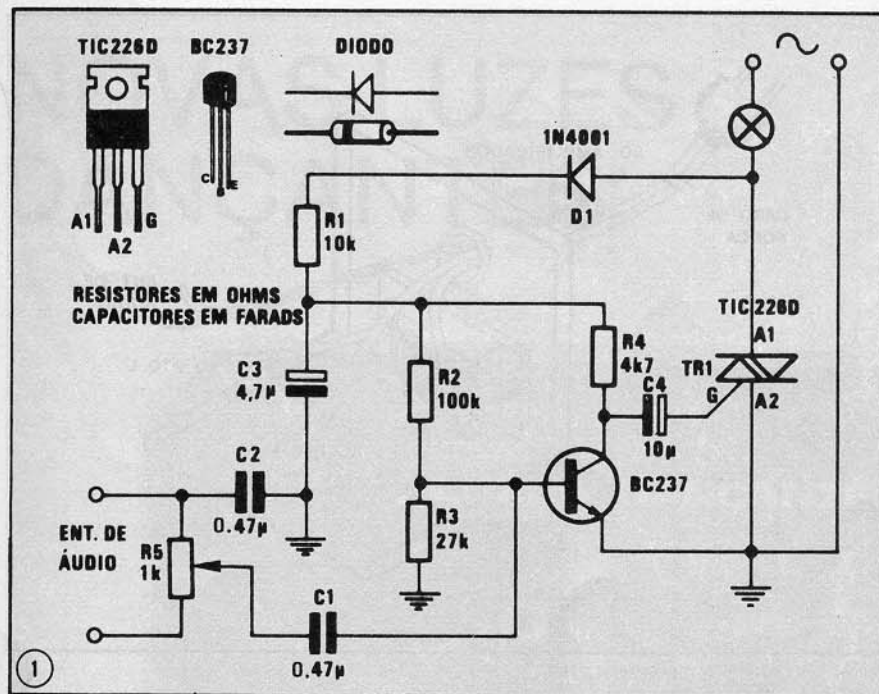 TIC226D
BC237
DIODO
C
B
E
A1
A2
G
1N4001
D1
R1
10k
RESISTORES EM OHMS
CAPACITORES EM FARADS
C3
4,7µ
R2
100k
R4
4k7
TIC226D
A1
TR1
G
A2
C4
10µ
BC237
C2
0.47µ
R3
27k
ENT. DE
ÁUDIO
R5
1k
C1
0.47µ
1